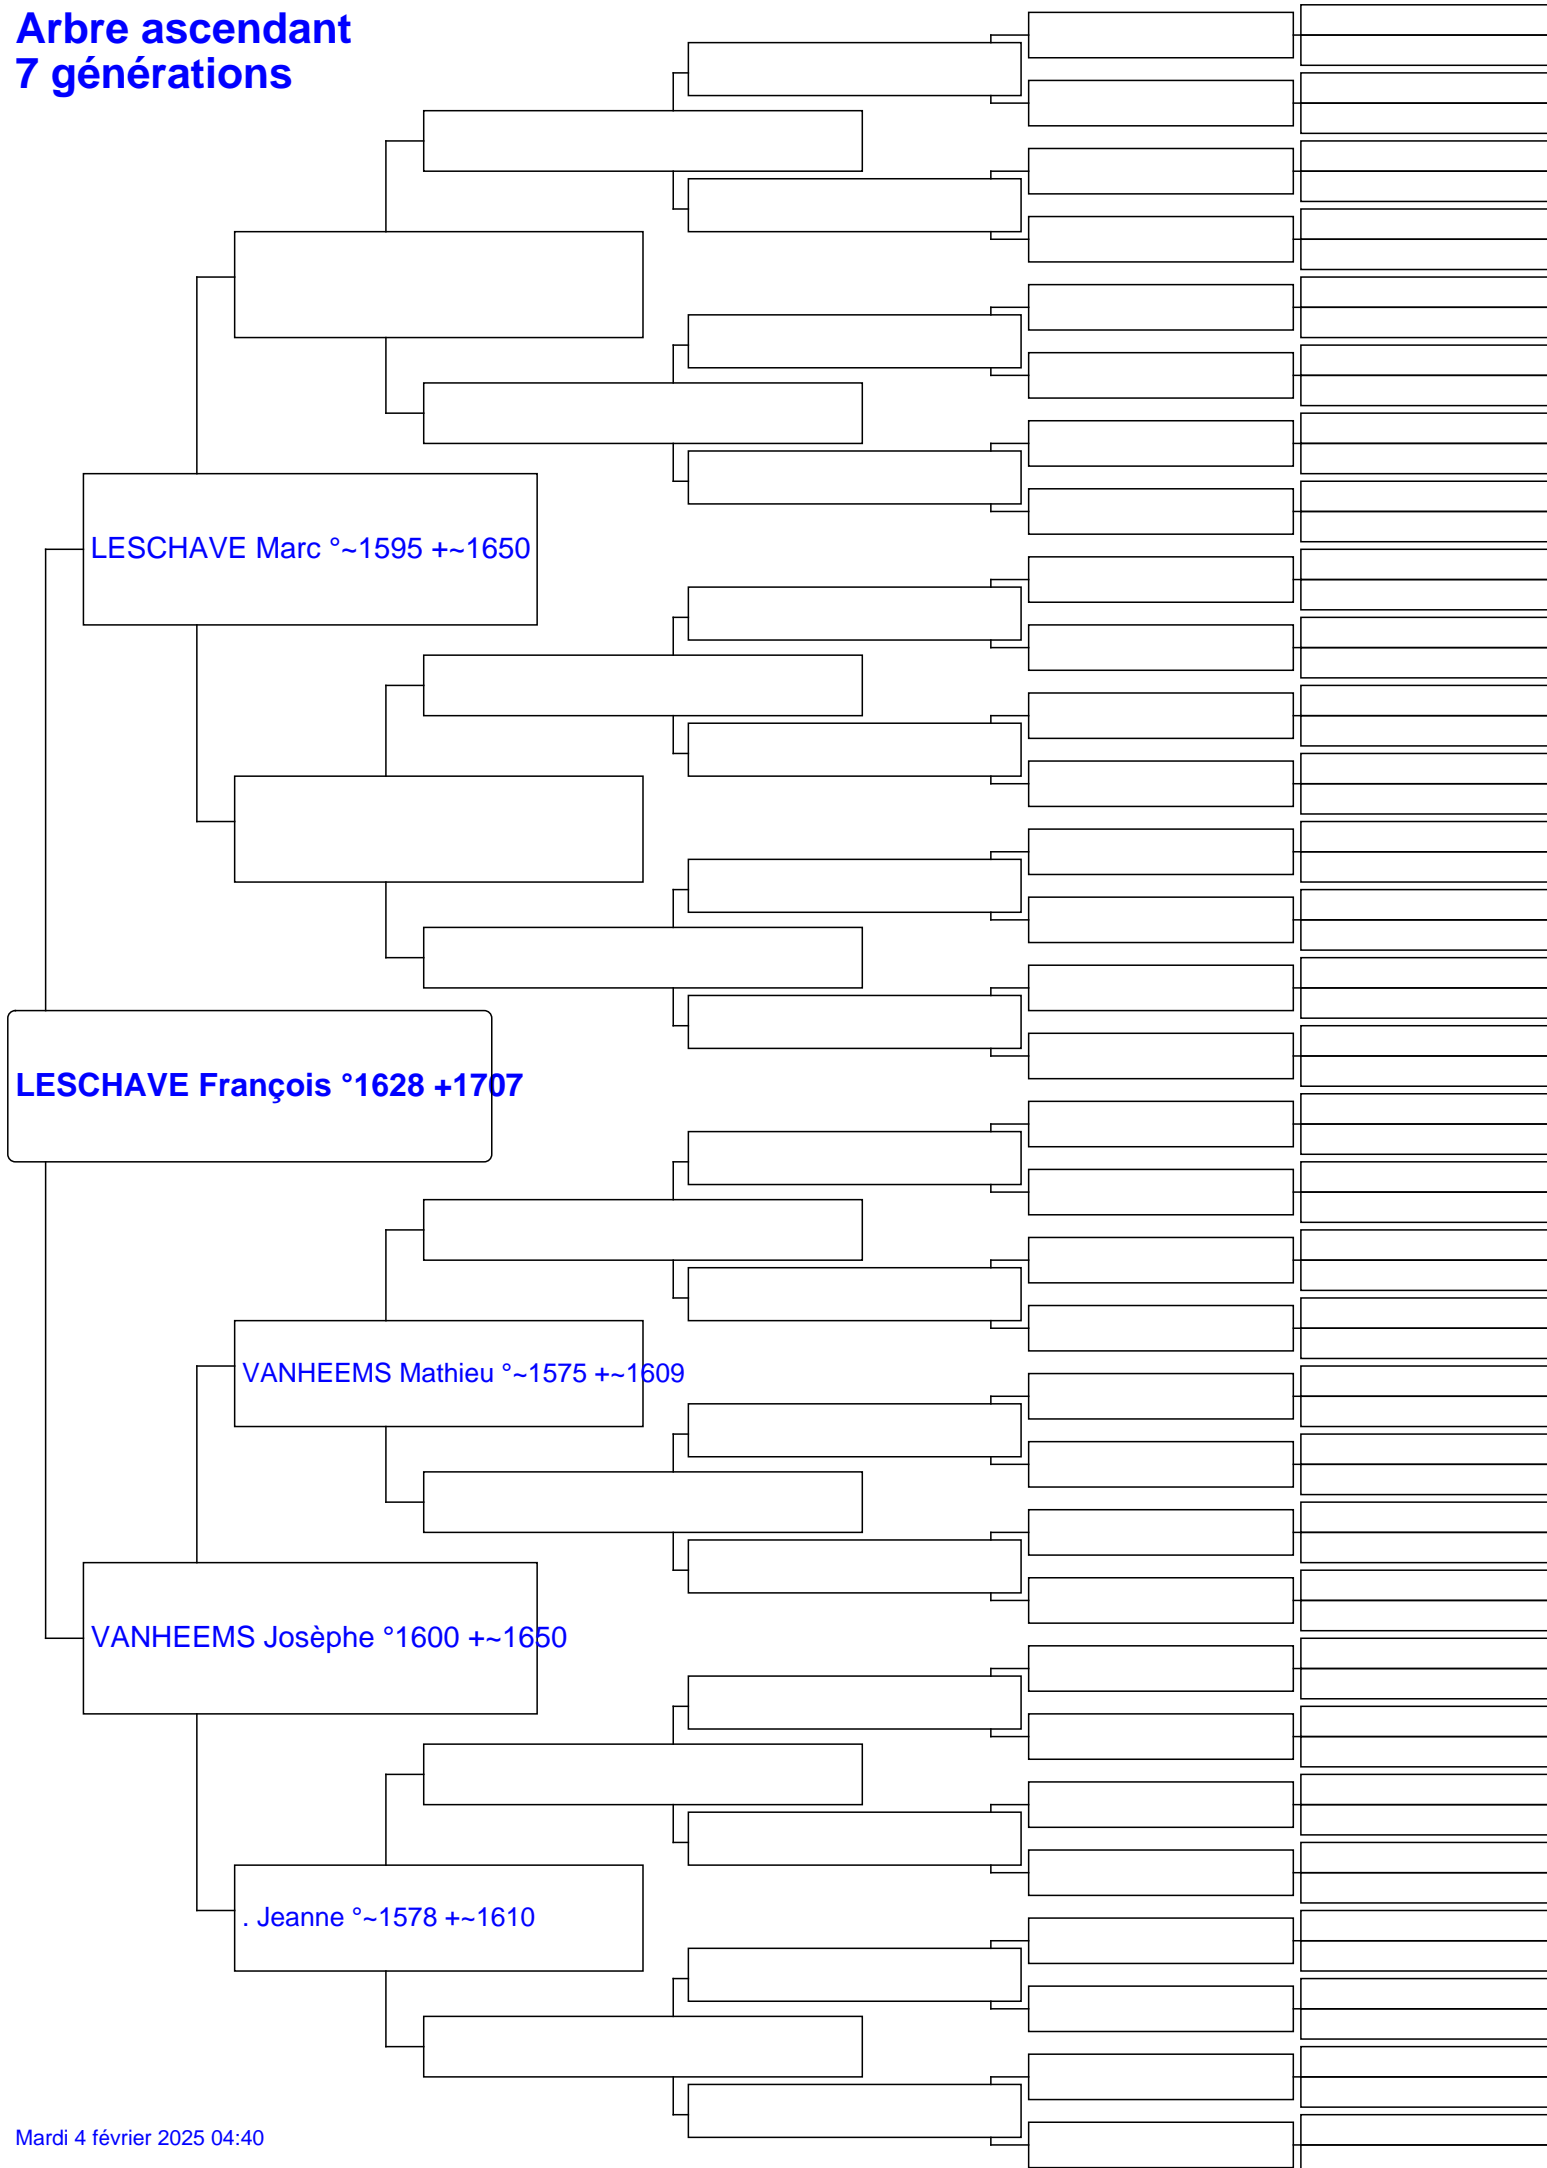 Arbre ascendant
7 générations
LESCHAVE Marc °~1595 +~1650
LESCHAVE François °1628 +1707
VANHEEMS Mathieu °~1575 +~1609
VANHEEMS Josèphe °1600 +~1650
. Jeanne °~1578 +~1610
Mardi 4 février 2025 04:40